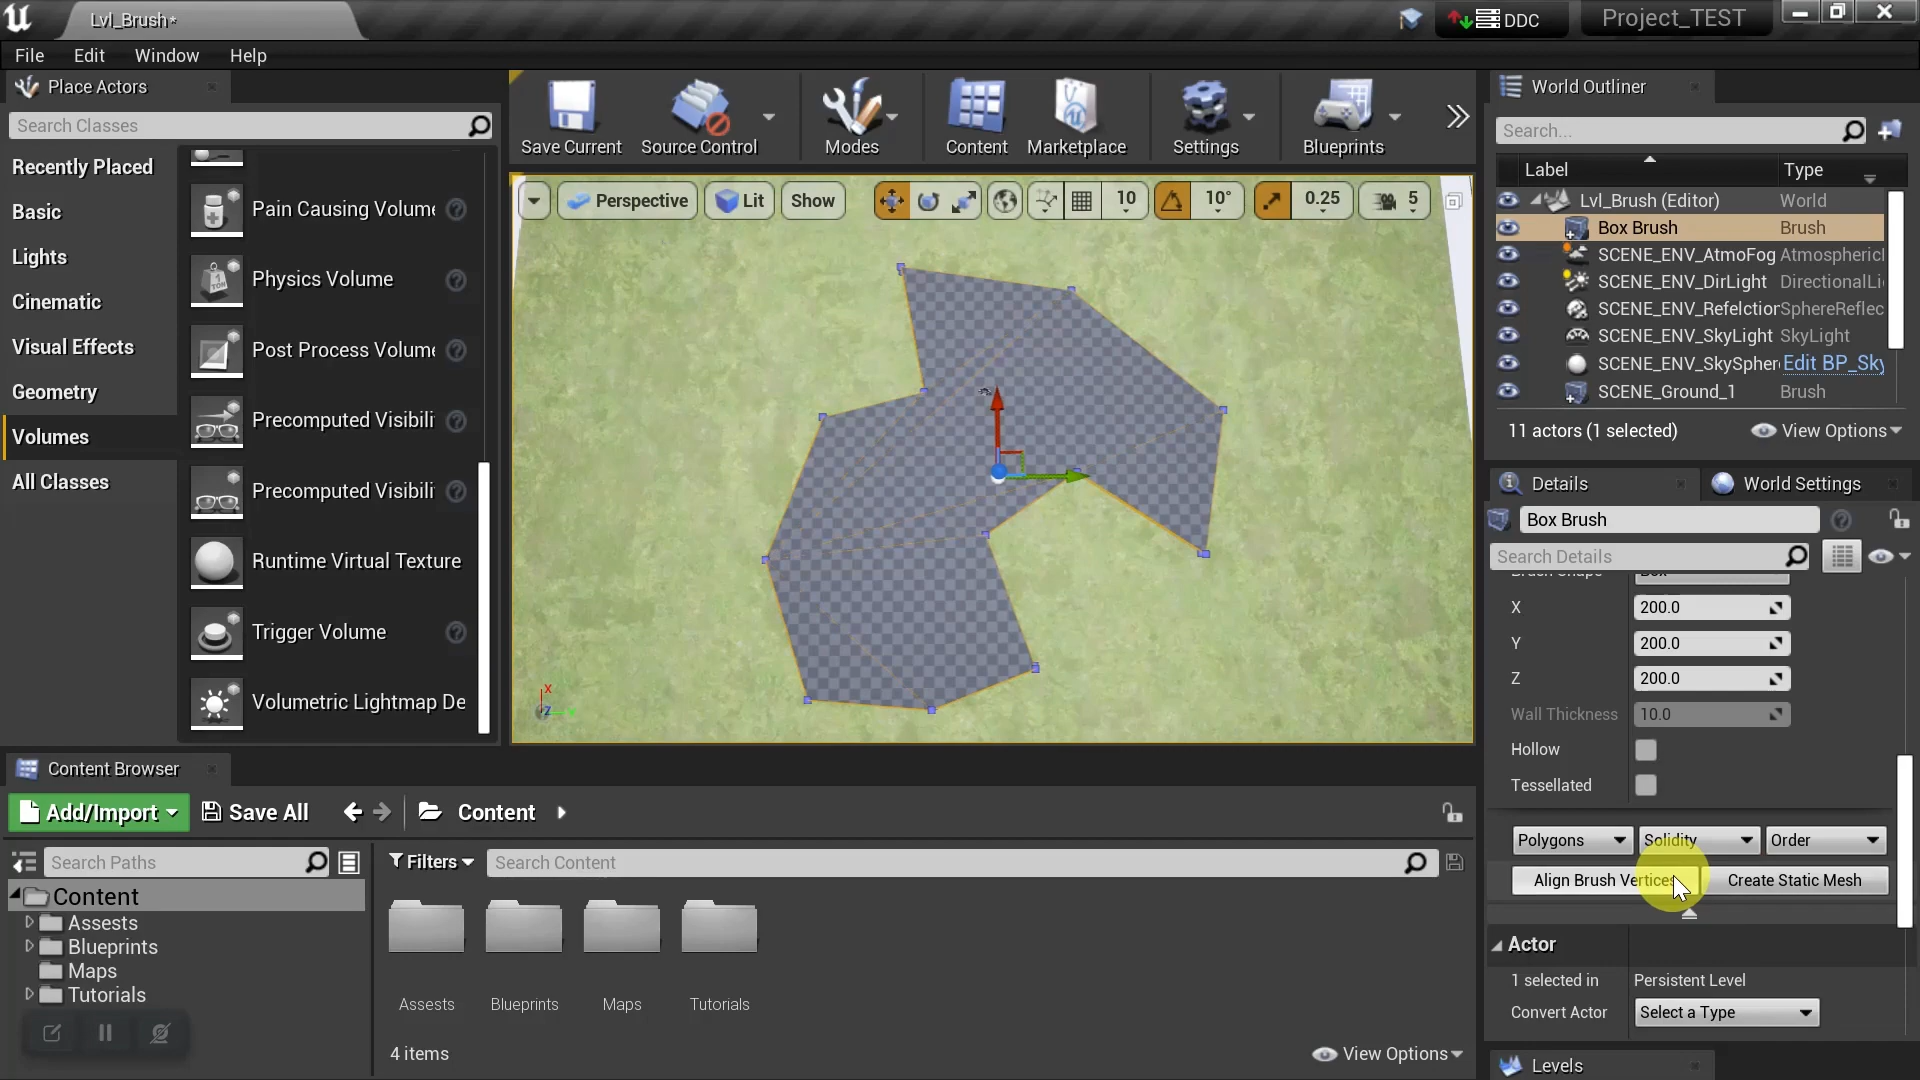 Lvl_Brush*
DDC
Project_TEST
File Edit Window Help
Place Actors
Search Classes
Recently Placed
Basic
Lights
Cinematic
Visual Effects
Geometry
Volumes
All Classes
Pain Causing Volume
Physics Volume
Post Process Volume
Precomputed Visibili
Precomputed Visibili
Runtime Virtual Texture
Trigger Volume
Volumetric Lightmap De
Save Current
Source Control
Modes
Content
Marketplace
Settings
Blueprints
Perspective
Lit
Show
10
10°
0.25
5
X
Z
World Outliner
Search...
Label Type
Lvl_Brush (Editor) World
Box Brush Brush
SCENE_ENV_AtmoFog Atmospheric
SCENE_ENV_DirLight DirectionalLi
SCENE_ENV_Refelction SphereReflec
SCENE_ENV_SkyLight SkyLight
SCENE_ENV_SkySpher Edit BP_Sky
SCENE_Ground_1 Brush
11 actors (1 selected)
View Options
Details
World Settings
Box Brush
Search Details
Brush Shape Box
X 200.0
Y 200.0
Z 200.0
Wall Thickness 10.0
Hollow
Tessellated
Polygons Solidity Order
Align Brush Vertices Create Static Mesh
Actor
1 selected in Persistent Level
Convert Actor Select a Type
Levels
Content Browser
Add/Import
Save All
Content
Search Paths
Filters
Search Content
Content
Assests
Blueprints
Maps
Tutorials
Assests
Blueprints
Maps
Tutorials
4 items
View Options